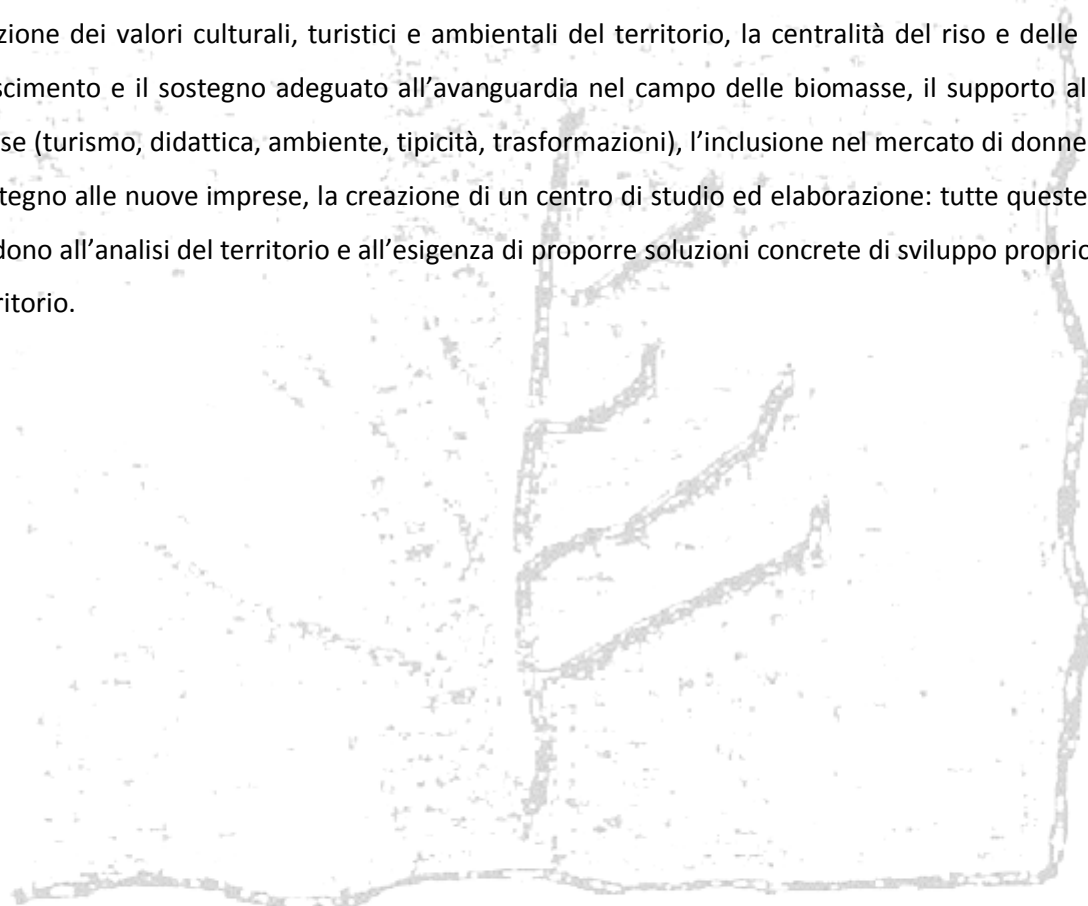 zione dei valori culturali, turistici e ambientali del territorio, la centralità del riso e delle
scimento e il sostegno adeguato all’avanguardia nel campo delle biomasse, il supporto al
se (turismo, didattica, ambiente, tipicità, trasformazioni), l’inclusione nel mercato di donne
tegno alle nuove imprese, la creazione di un centro di studio ed elaborazione: tutte queste
dono all’analisi del territorio e all’esigenza di proporre soluzioni concrete di sviluppo proprio
ritorio.